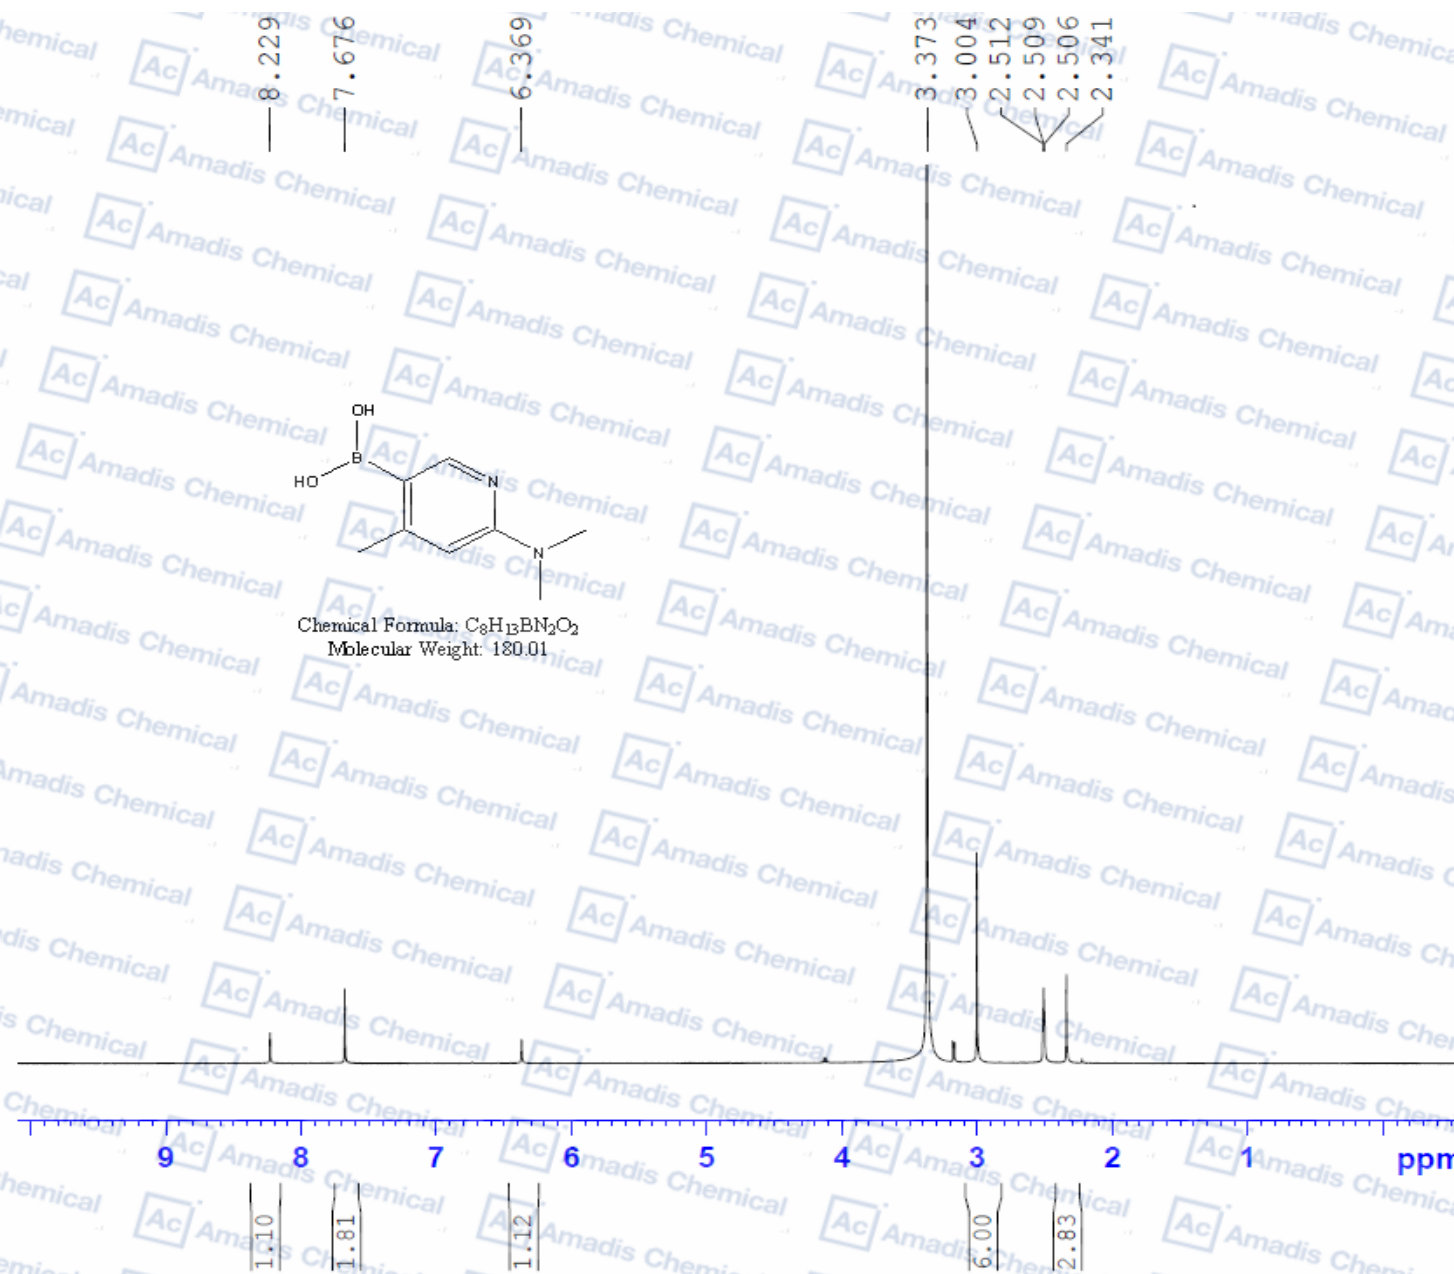 8.229
7.676
6.369
3.373
3.004
2.512
2.509
2.506
2.341
OH
B
HO
N
N
Chemical Formula: C₈H₁₃BN₂O₂
Molecular Weight: 180.01
9 8 7 6 5 4 3 2 1 ppm
1.10
1.81
1.12
6.00
2.83
Ac Amadis Chemical